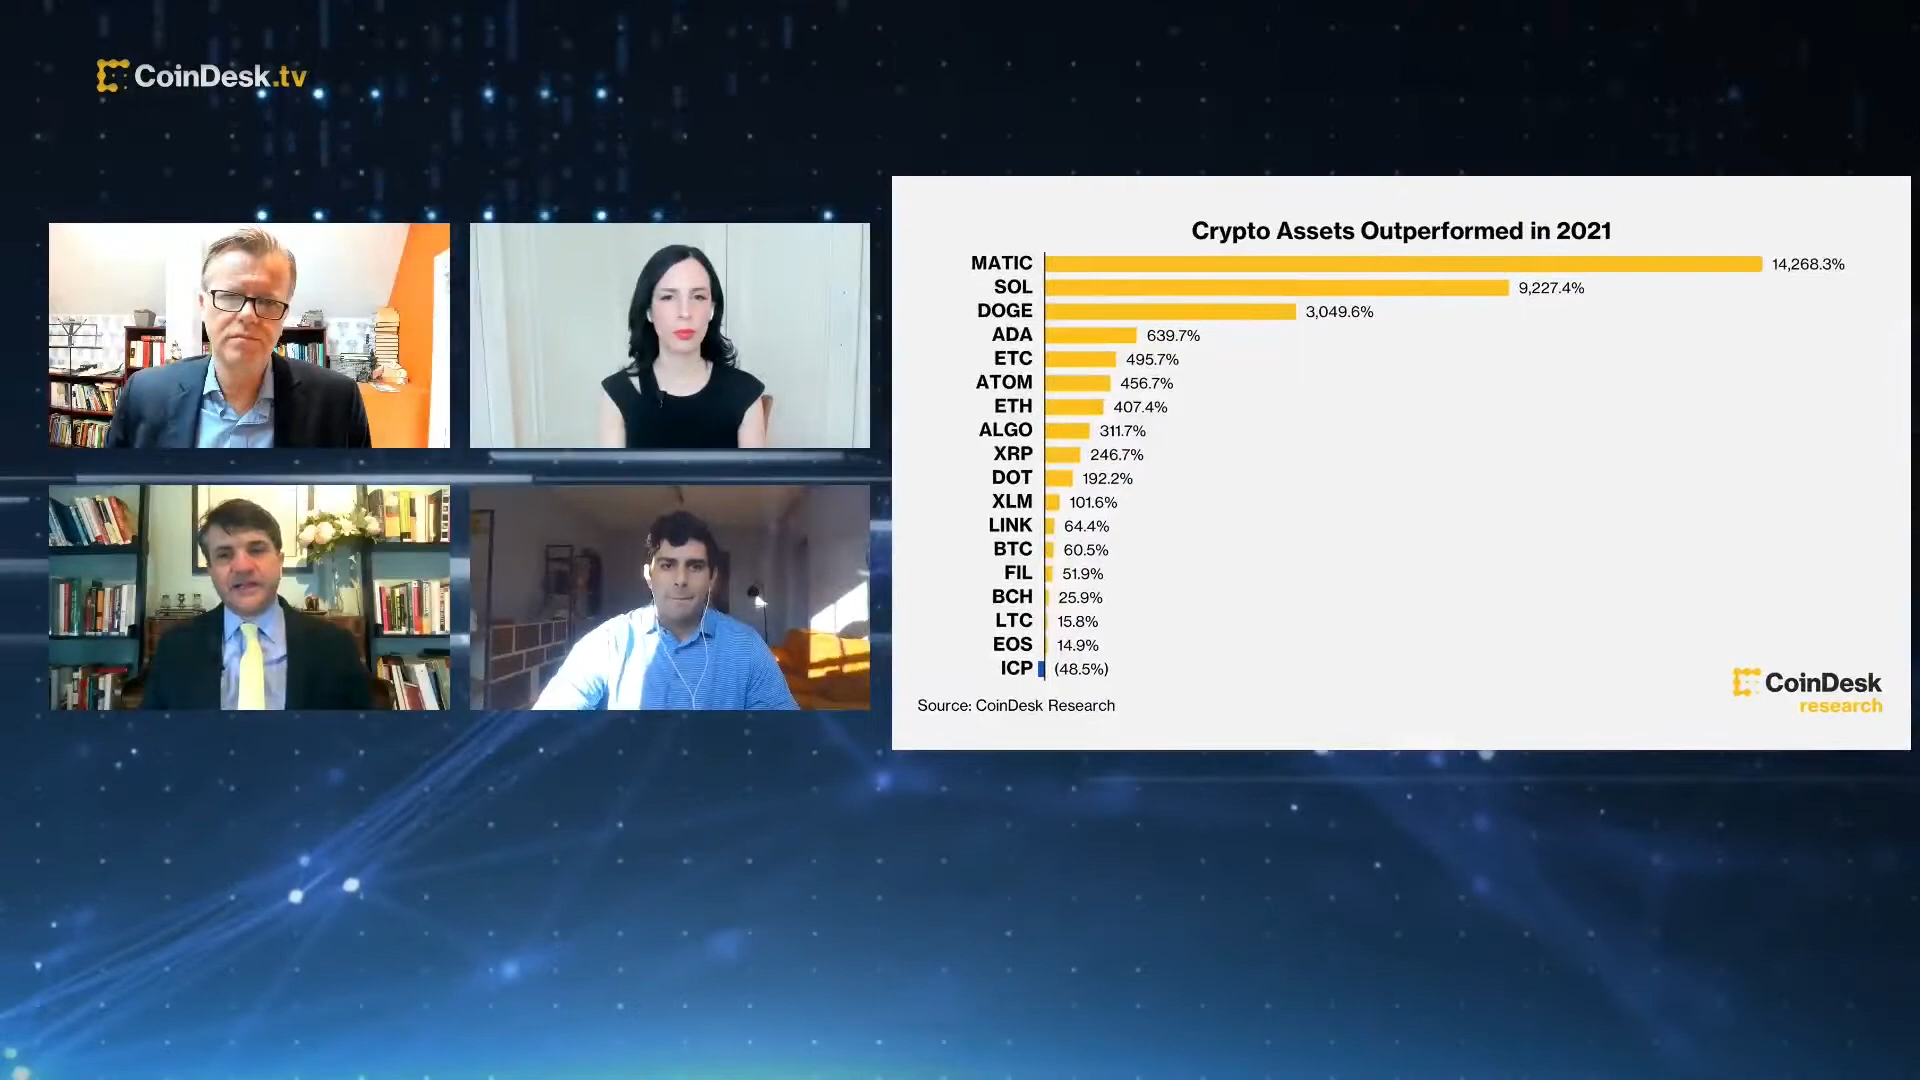 CoinDesk.tv
Crypto Assets Outperformed in 2021
MATIC 14,268.3%
SOL 9,227.4%
DOGE 3,049.6%
ADA 639.7%
ETC 495.7%
ATOM 456.7%
ETH 407.4%
ALGO 311.7%
XRP 246.7%
DOT 192.2%
XLM 101.6%
LINK 64.4%
BTC 60.5%
FIL 51.9%
BCH 25.9%
LTC 15.8%
EOS 14.9%
ICP (48.5%)
Source: CoinDesk Research
CoinDesk
research